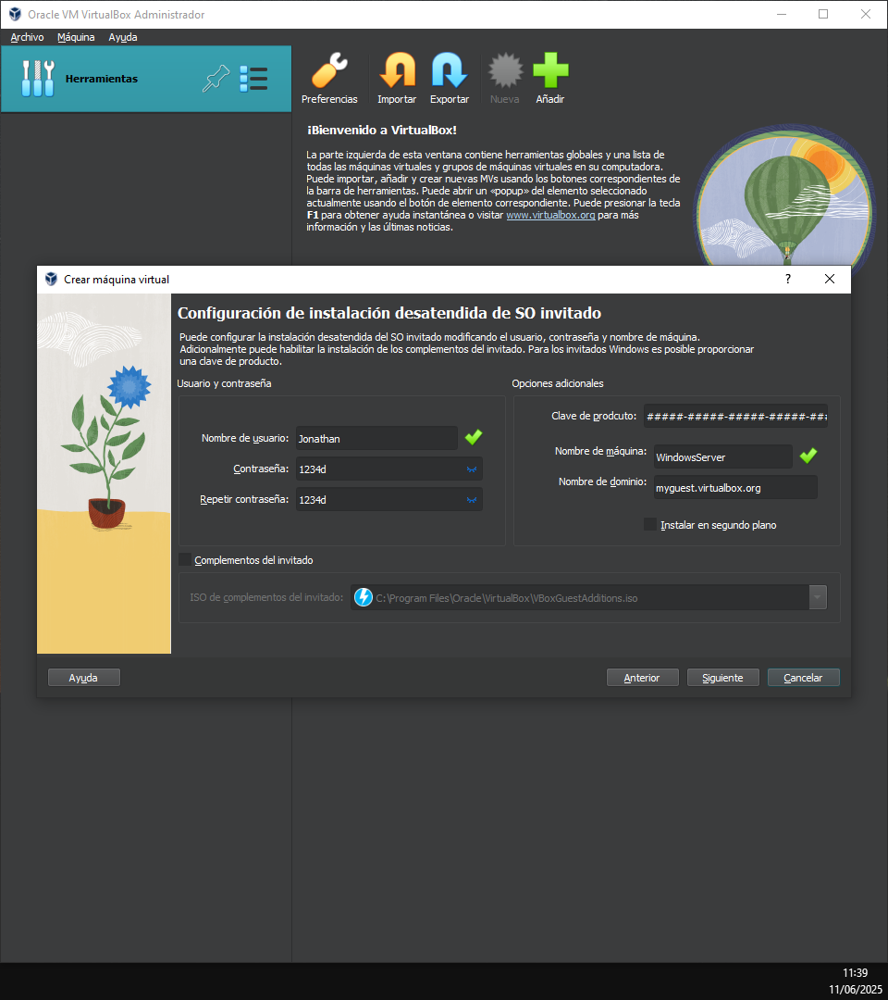 Oracle VM VirtualBox Administrador
Archivo Máquina Ayuda
Herramientas
Preferencias Importar Exportar Nueva Añadir
¡Bienvenido a VirtualBox!
La parte izquierda de esta ventana contiene herramientas globales y una lista de
todas las máquinas virtuales y grupos de máquinas virtuales en su computadora.
Puede importar, añadir y crear nuevas MVs usando los botones correspondientes de
la barra de herramientas. Puede abrir un «popup» del elemento seleccionado
actualmente usando el botón de elemento correspondiente. Puede presionar la tecla
F1 para obtener ayuda instantánea o visitar www.virtualbox.org para más
información y las últimas noticias.
Crear máquina virtual
?
Configuración de instalación desatendida de SO invitado
Puede configurar la instalación desatendida del SO invitado modificando el usuario, contraseña y nombre de máquina.
Adicionalmente puede habilitar la instalación de los complementos del invitado. Para los invitados Windows es posible proporcionar
una clave de producto.
Usuario y contraseña
Nombre de usuario: Jonathan
Contraseña: 1234d
Repetir contraseña: 1234d
Opciones adicionales
Clave de prodcuto: #####-#####-#####-#####-###
Nombre de máquina: WindowsServer
Nombre de dominio: myguest.virtualbox.org
Instalar en segundo plano
Complementos del invitado
ISO de complementos del invitado: C:\Program Files\Oracle\VirtualBox\VBoxGuestAdditions.iso
Ayuda Anterior Siguiente Cancelar
11:39
11/06/2025